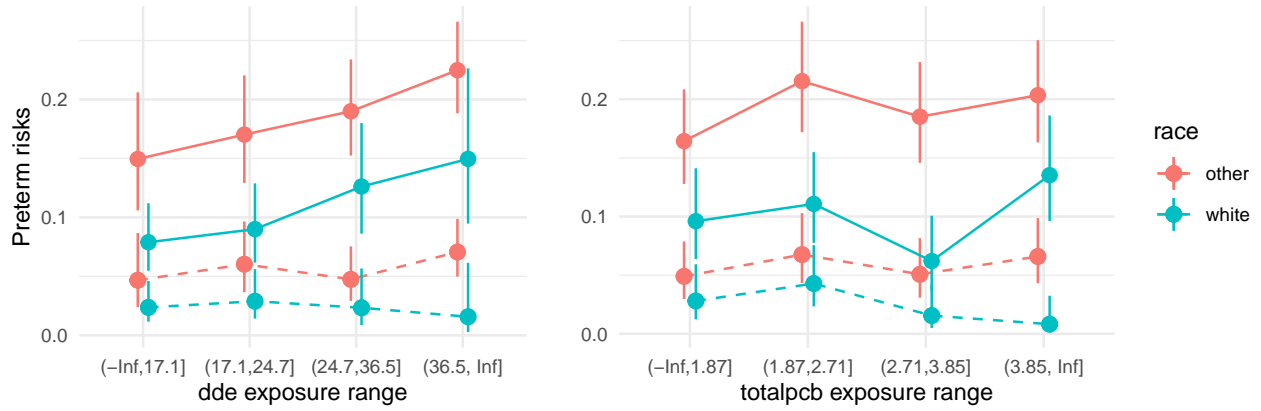 Preterm risks
0.2
0.1
0.0
(−Inf,17.1] (17.1,24.7] (24.7,36.5] (36.5, Inf]
dde exposure range
0.2
0.1
0.0
(−Inf,1.87] (1.87,2.71] (2.71,3.85] (3.85, Inf]
totalpcb exposure range
race
other
white